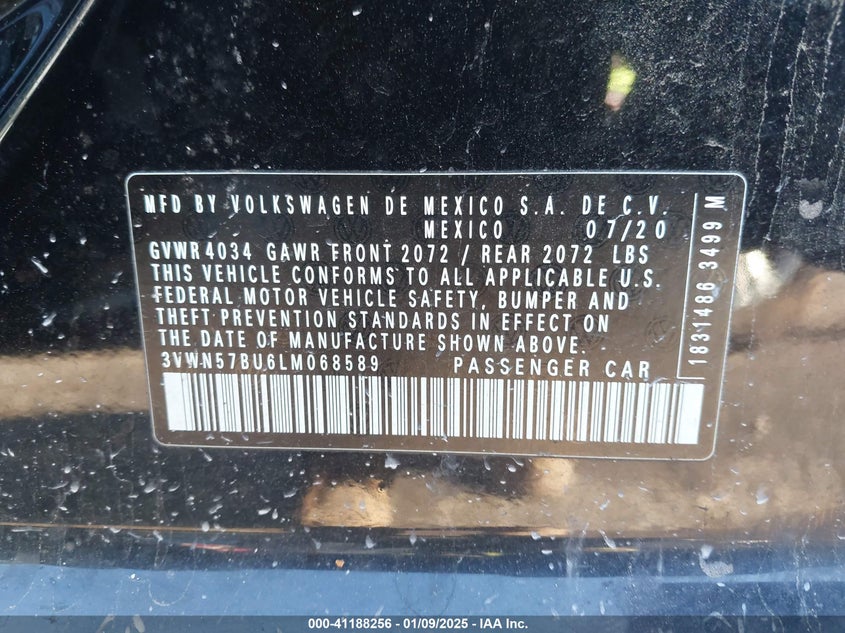 MFD BY VOLKSWAGEN DE MEXICO S.A. DE C.V.
MEXICO 07/20
GVWR 4034 GAWR FRONT 2072 / REAR 2072 LBS
THIS VEHICLE CONFORMS TO ALL APPLICABLE U.S.
FEDERAL MOTOR VEHICLE SAFETY, BUMPER AND
THEFT PREVENTION STANDARDS IN EFFECT ON
THE DATE OF MANUFACTURE SHOWN ABOVE.
3VWN57BU6LM068589 PASSENGER CAR
1831486 3499 M
000-41188256 - 01/09/2025 - IAA Inc.